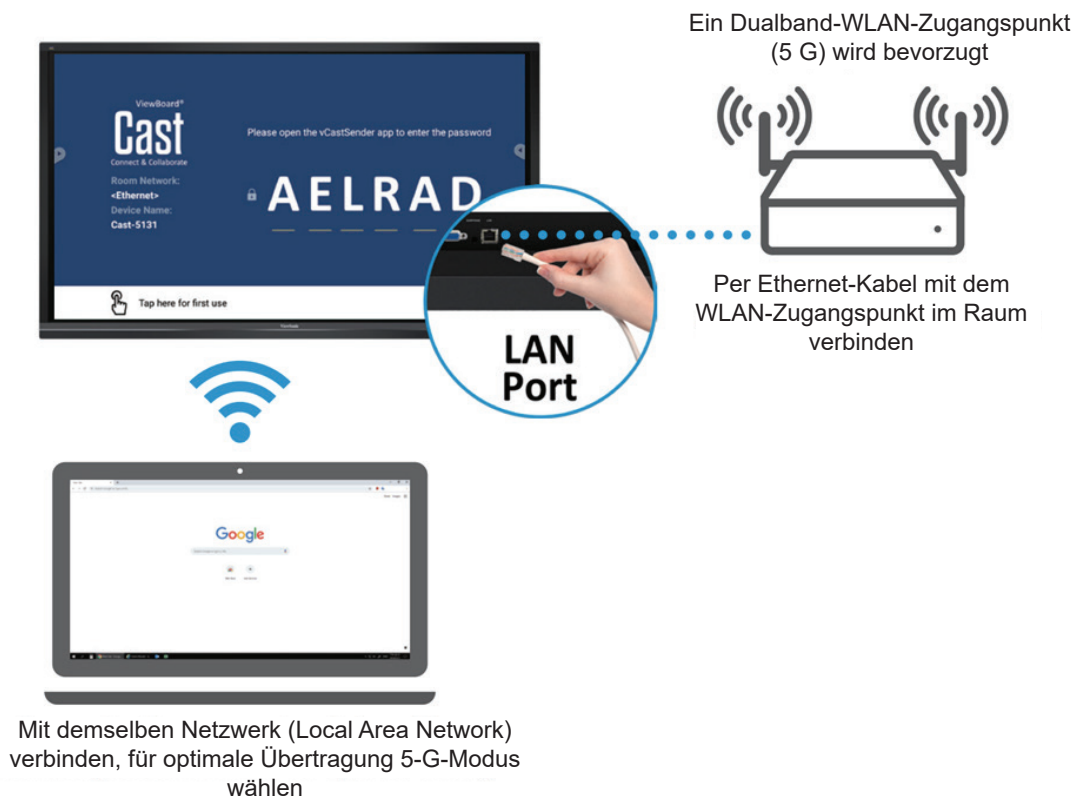 Ein Dualband-WLAN-Zugangspunkt
(5 G) wird bevorzugt
ViewBoard®
Cast
Connect & Collaborate
Room Network:
<Ethernet>
Device Name:
Cast-5131
Please open the vCastSender app to enter the password
AELRAD
Tap here for first use
ViewSonic
LAN
LAN
Port
Per Ethernet-Kabel mit dem
WLAN-Zugangspunkt im Raum
verbinden
Google
Mit demselben Netzwerk (Local Area Network)
verbinden, für optimale Übertragung 5-G-Modus
wählen